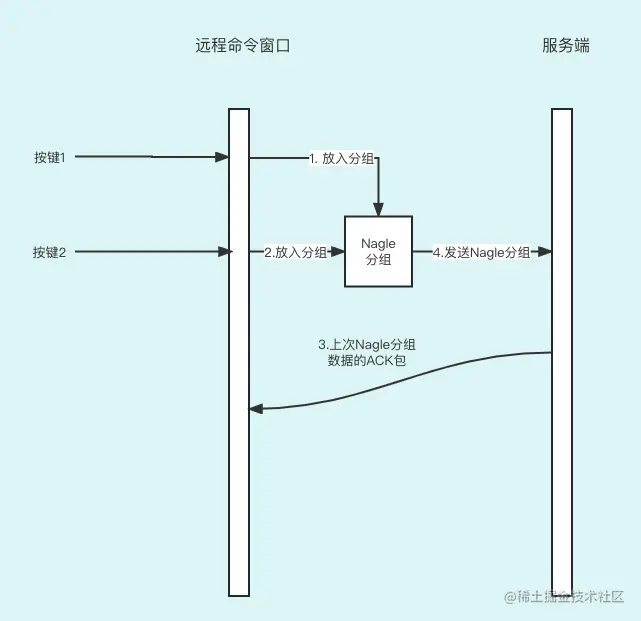 远程命令窗口
服务端
按键1
1. 放入分组
按键2
2.放入分组
Nagle
分组
4.发送Nagle分组
3.上次Nagle分组
数据的ACK包
@稀土掘金技术社区